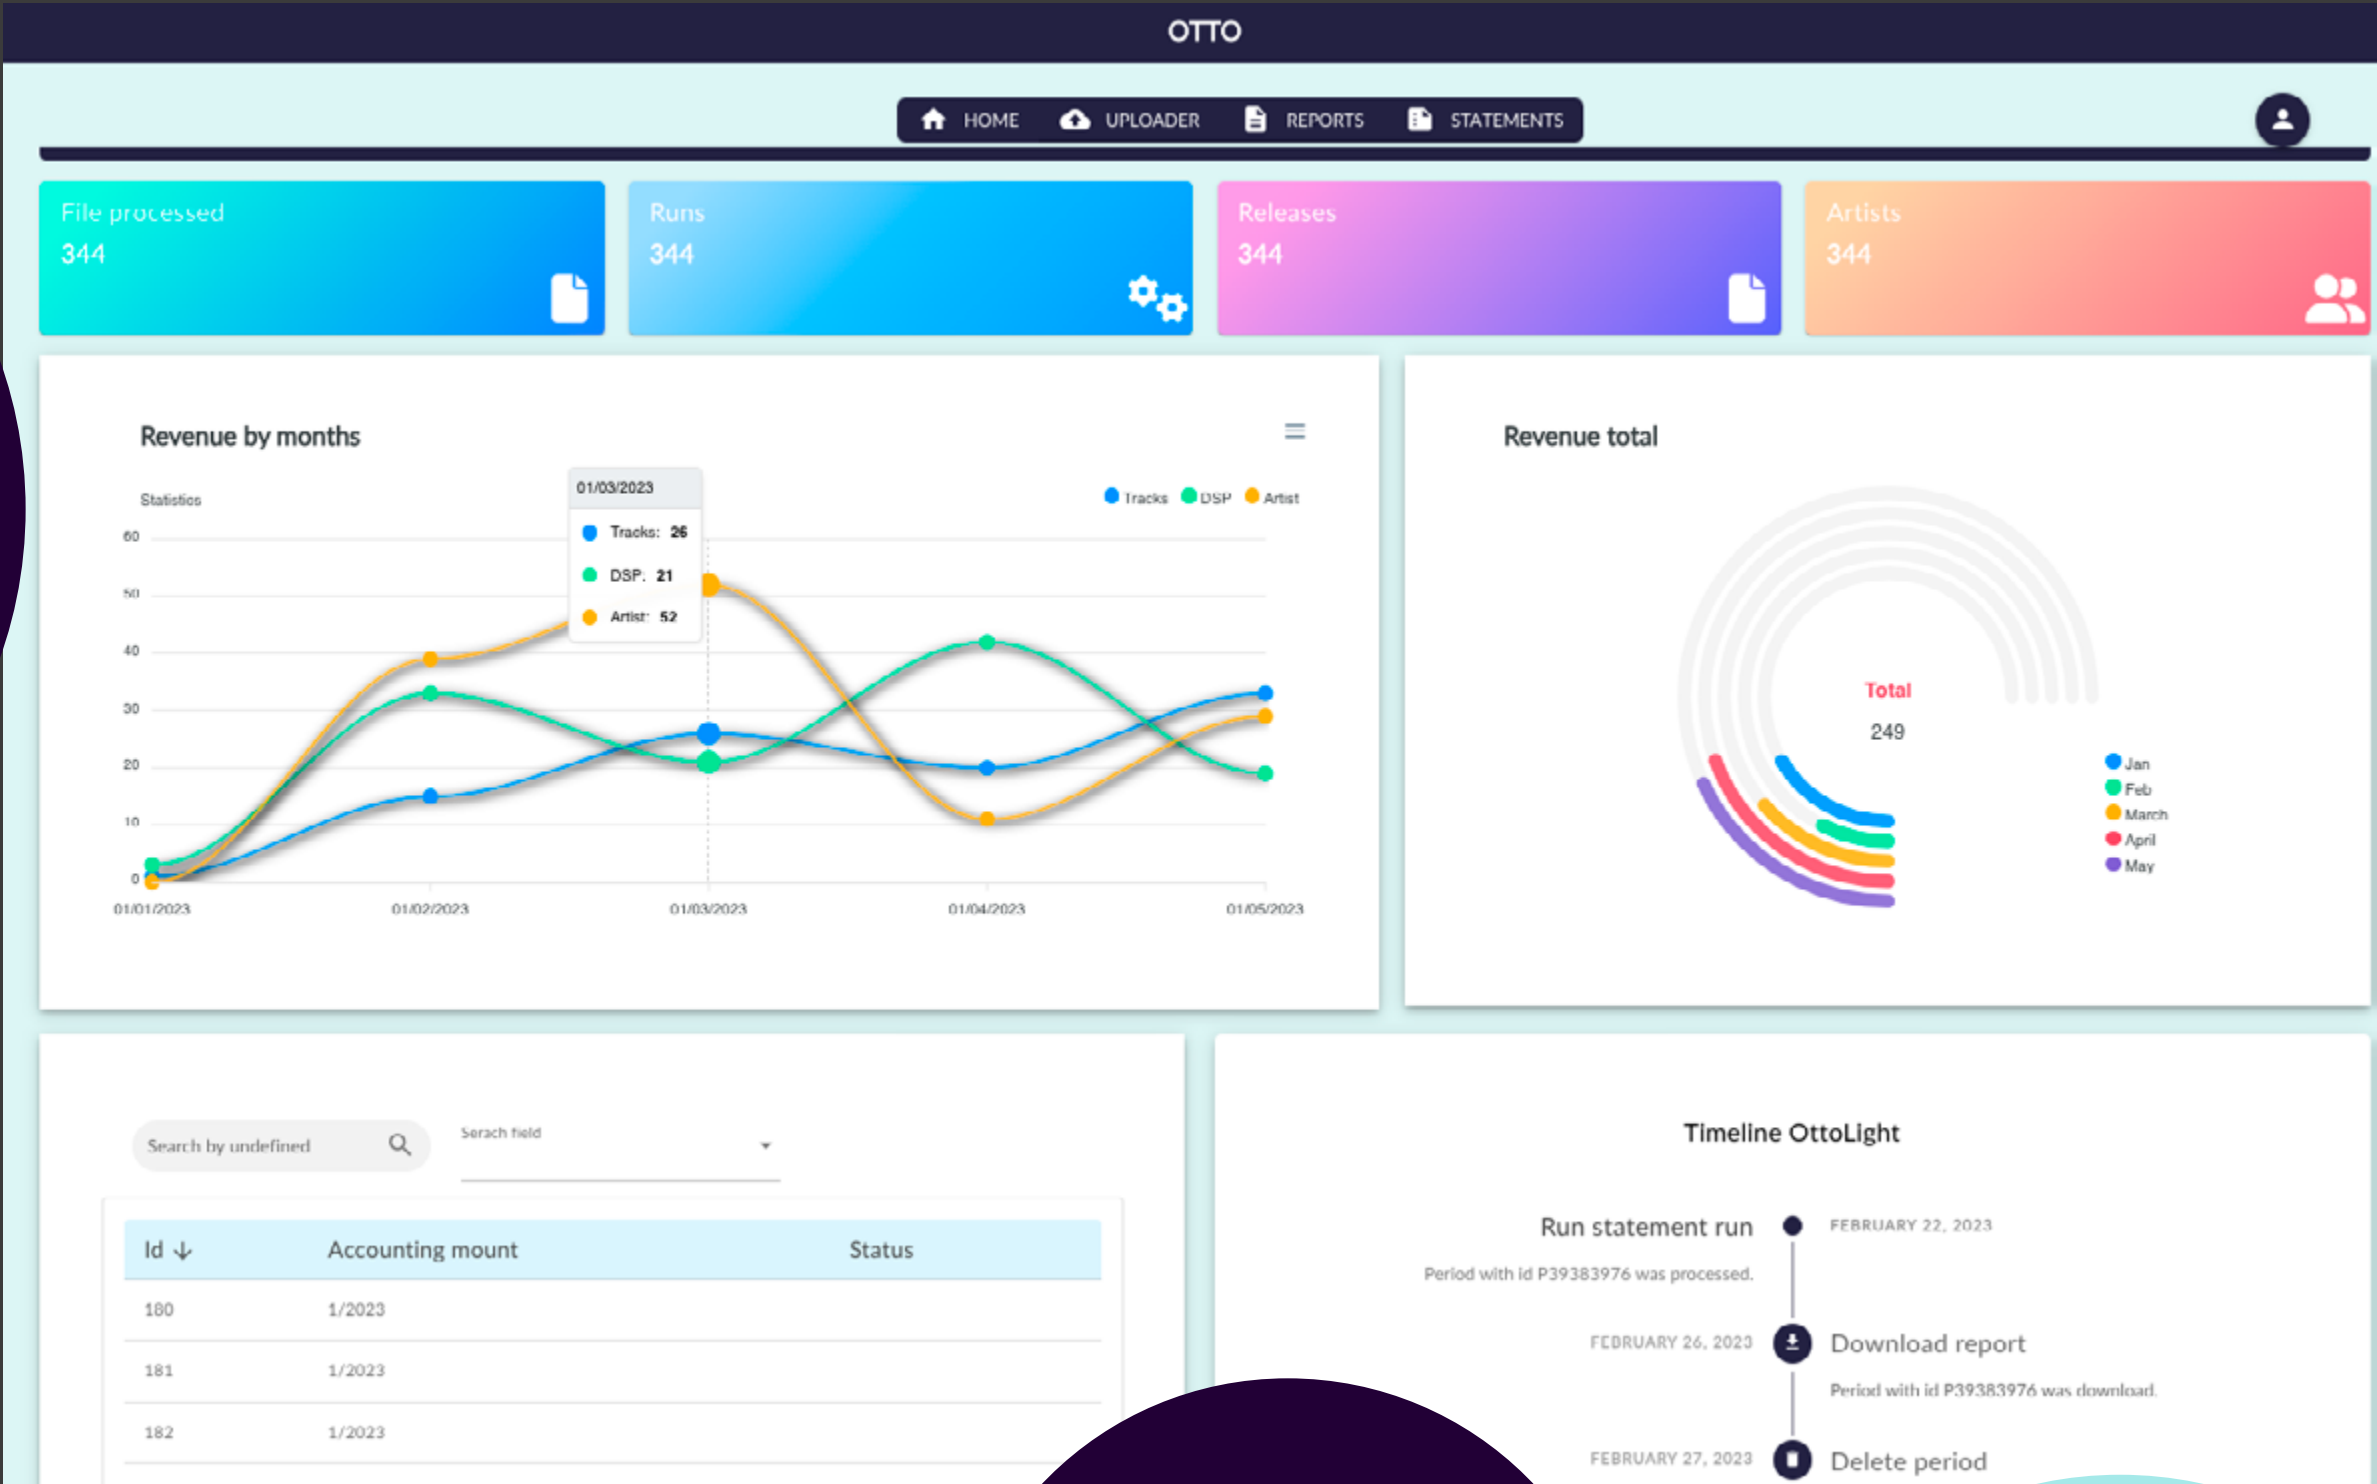 OTTO
HOME UPLOADER REPORTS STATEMENTS
File processed
344
Runs
344
Releases
344
Artists
344
Revenue by months
Statistics
01/03/2023
Tracks: 26
DSP: 21
Artist: 52
Tracks DSP Artist
60
50
40
30
20
10
0
01/01/2023 01/02/2023 01/03/2023 01/04/2023 01/05/2023
Revenue total
Total
249
Jan
Feb
March
April
May
Search by undefined
Serach field
Id Accounting mount Status
180 1/2023
181 1/2023
182 1/2023
Timeline OttoLight
Run statement run FEBRUARY 22, 2023
Period with id P39383976 was processed.
FEBRUARY 26, 2023 Download report
Period with id P39383976 was download.
FEBRUARY 27, 2023 Delete period